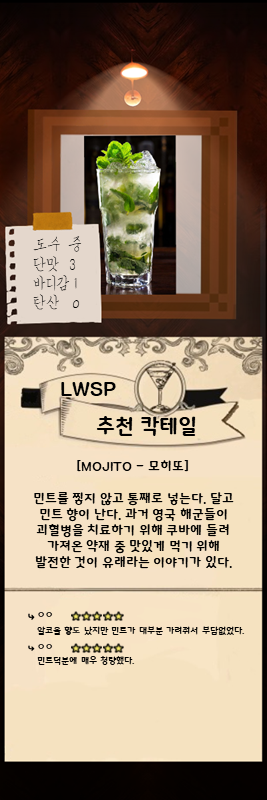 도수 중
단맛 3
바디감 1
탄산 o
LWSP
추천 칵테일
[MOJITO - 모히또]
민트를 찧지 않고 통째로 넣는다. 달고
민트 향이 난다. 과거 영국 해군들이
괴혈병을 치료하기 위해 쿠바에 들려
가져온 약재 중 맛있게 먹기 위해
발전한 것이 유래라는 이야기가 있다.
ㅇㅇ ★★★★★
알코올 향도 났지만 민트가 대부분 가려줘서 부담없었다.
ㅇㅇ ★★★★★
민트덕분에 매우 청량했다.